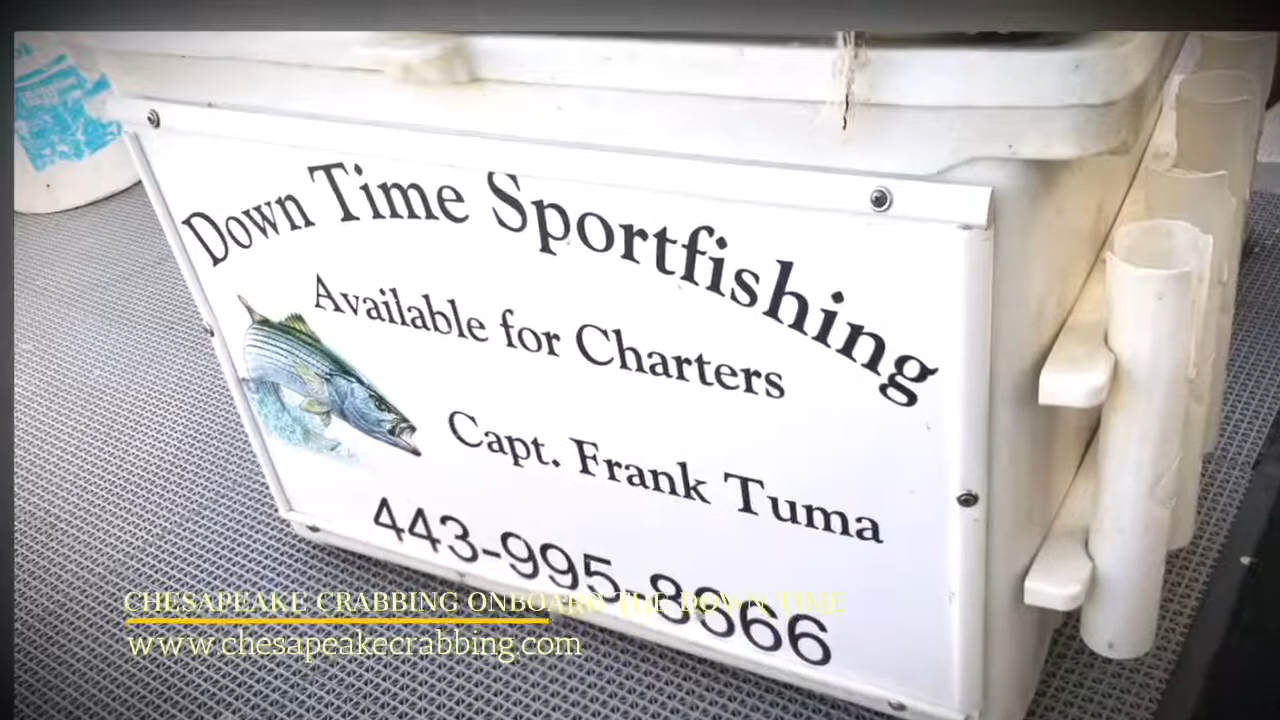 Down Time Sportfishing
Available for Charters
Capt. Frank Tuma
443-995-3566
CHESAPEAKE CRABBING ONBOARD THE DOWN TIME
www.chesapeakecrabbing.com